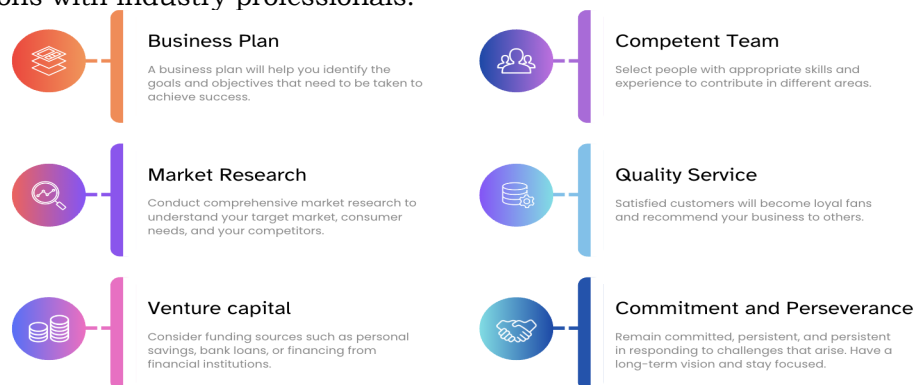 ons with industry professionals.
Business Plan
A business plan will help you identify the
goals and objectives that need to be taken to
achieve success.
Competent Team
Select people with appropriate skills and
experience to contribute in different areas.
Market Research
Conduct comprehensive market research to
understand your target market, consumer
needs, and your competitors.
Quality Service
Satisfied customers will become loyal fans
and recommend your business to others.
Venture capital
Consider funding sources such as personal
savings, bank loans, or financing from
financial institutions.
Commitment and Perseverance
Remain committed, persistent, and persistent
in responding to challenges that arise. Have a
long-term vision and stay focused.